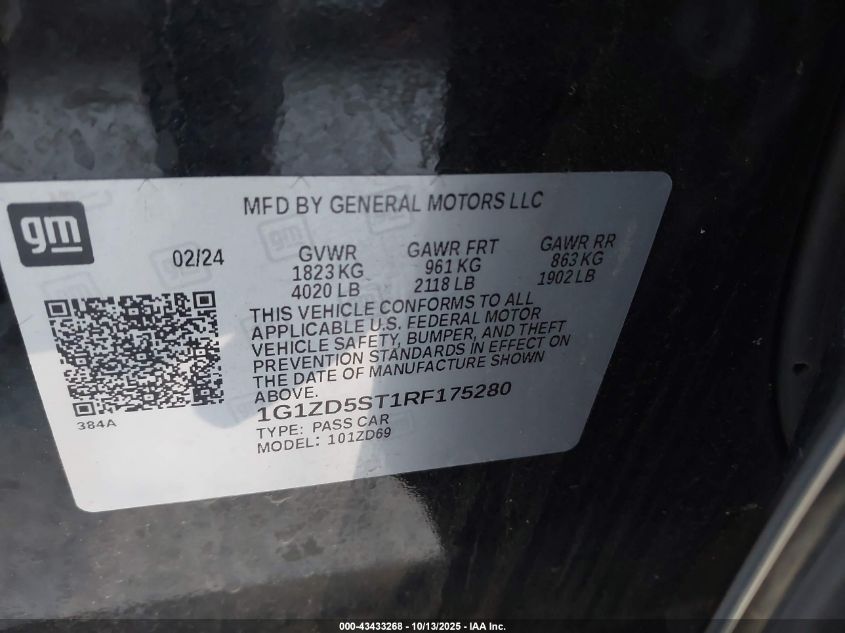 MFD BY GENERAL MOTORS LLC
gm
02/24
GVWR
1823 KG
4020 LB
GAWR FRT
961 KG
2118 LB
GAWR RR
863 KG
1902 LB
THIS VEHICLE CONFORMS TO ALL
APPLICABLE U.S. FEDERAL MOTOR
VEHICLE SAFETY, BUMPER, AND THEFT
PREVENTION STANDARDS IN EFFECT ON
THE DATE OF MANUFACTURE SHOWN
ABOVE.
1G1ZD5ST1RF175280
TYPE: PASS CAR
MODEL: 101ZD69
384A
000-43433268 - 10/13/2025 - IAA Inc.